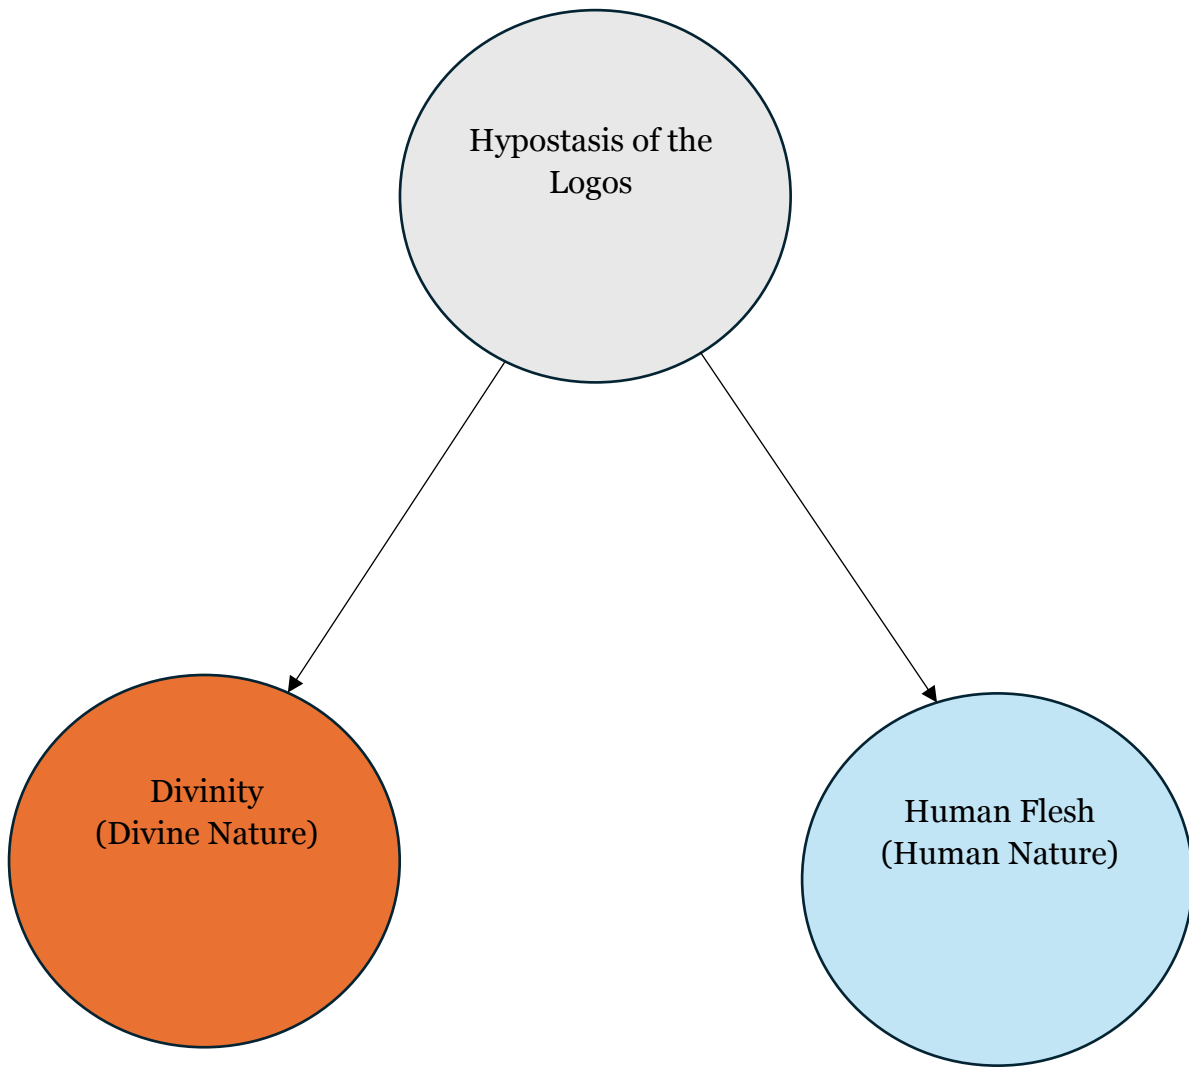 Hypostasis of the
Logos
Divinity
(Divine Nature)
Human Flesh
(Human Nature)